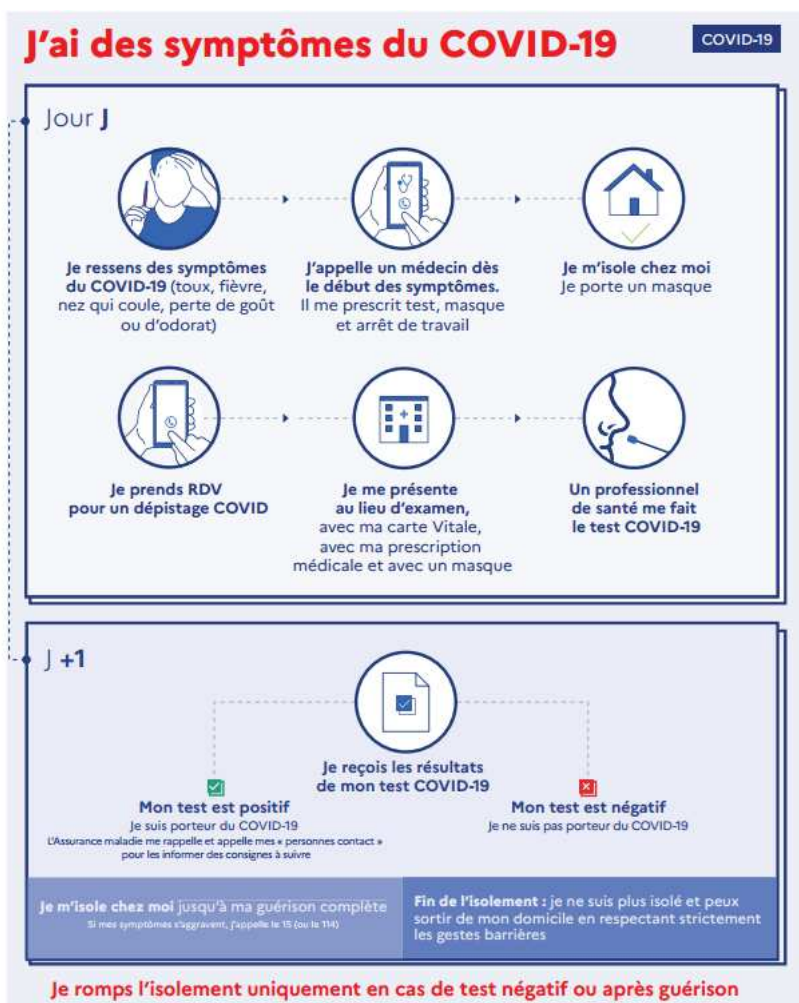 J'ai des symptômes du COVID-19
COVID-19
Jour J
Je ressens des symptômes
du COVID-19 (toux, fièvre,
nez qui coule, perte de goût
ou d'odorat)
J'appelle un médecin dès
le début des symptômes.
Il me prescrit test, masque
et arrêt de travail
Je m'isole chez moi
Je porte un masque
Je prends RDV
pour un dépistage COVID
Je me présente
au lieu d'examen,
avec ma carte Vitale,
avec ma prescription
médicale et avec un masque
Un professionnel
de santé me fait
le test COVID-19
J +1
Je reçois les résultats
de mon test COVID-19
Mon test est positif
Je suis porteur du COVID-19
L'Assurance maladie me rappelle et appelle mes « personnes contact »
pour les informer des consignes à suivre
Mon test est négatif
Je ne suis pas porteur du COVID-19
Je m'isole chez moi jusqu'à ma guérison complète
Si mes symptômes s'aggravent, j'appelle le 15 (ou le 114)
Fin de l'isolement : je ne suis plus isolé et peux
sortir de mon domicile en respectant strictement
les gestes barrières
Je romps l'isolement uniquement en cas de test négatif ou après guérison